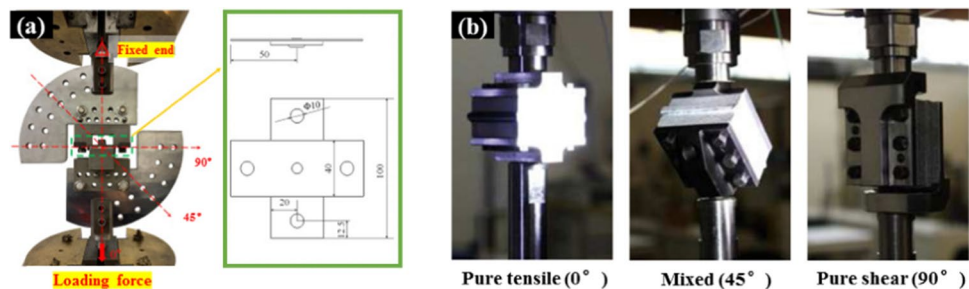 (a)
Fixed end
90°
45°
Loading force
50
Φ10
40
100
20
12.5
(b)
Pure tensile (0°)
Mixed (45°)
Pure shear (90°)